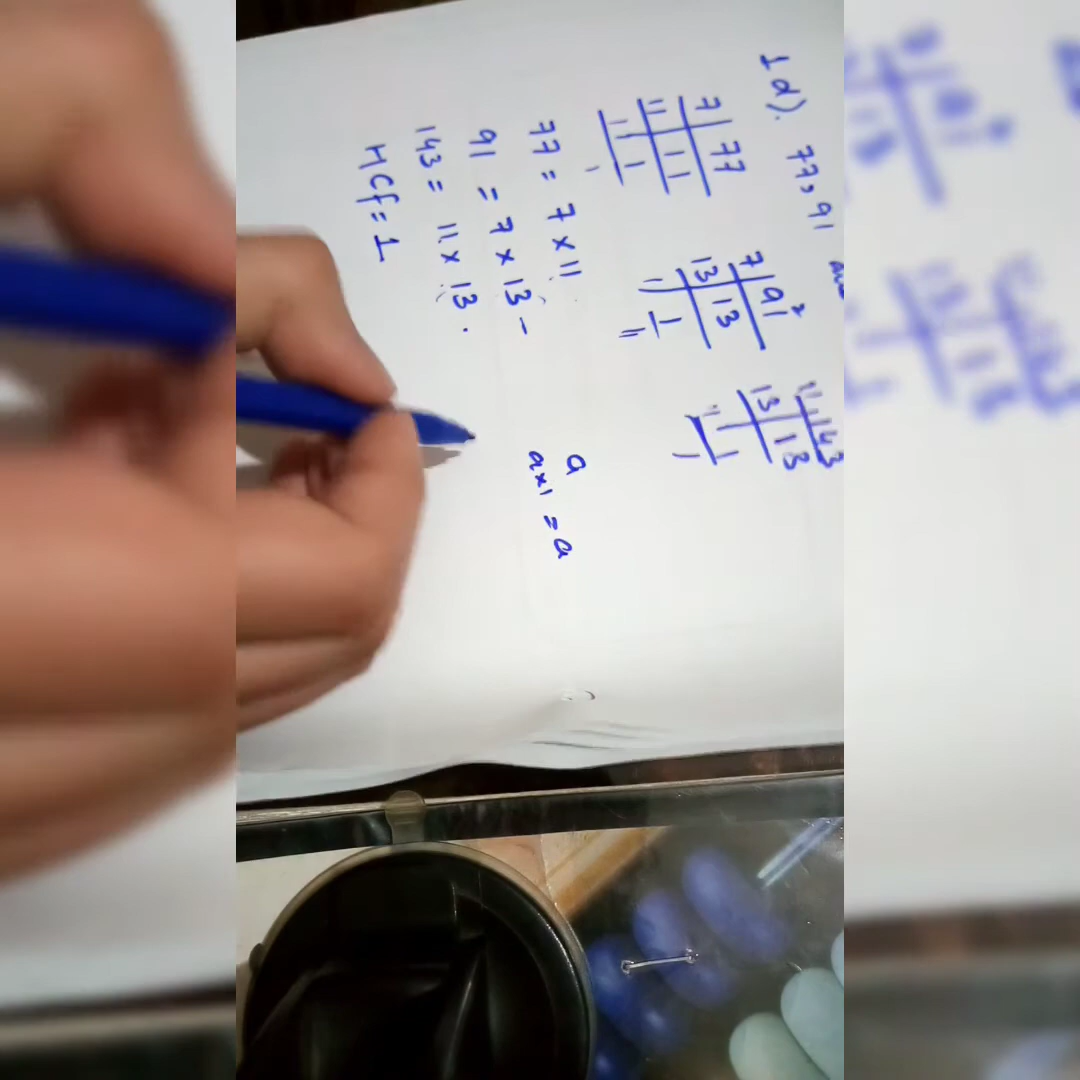 1 d). 77, 91
7 | 77
11 | 11
1
7 | 91
13 | 13
1
11 | 143
13 | 13
1
77 = 7 x 11
91 = 7 x 13 -
143 = 11 x 13.
HCf = 1
a
ax1 = a